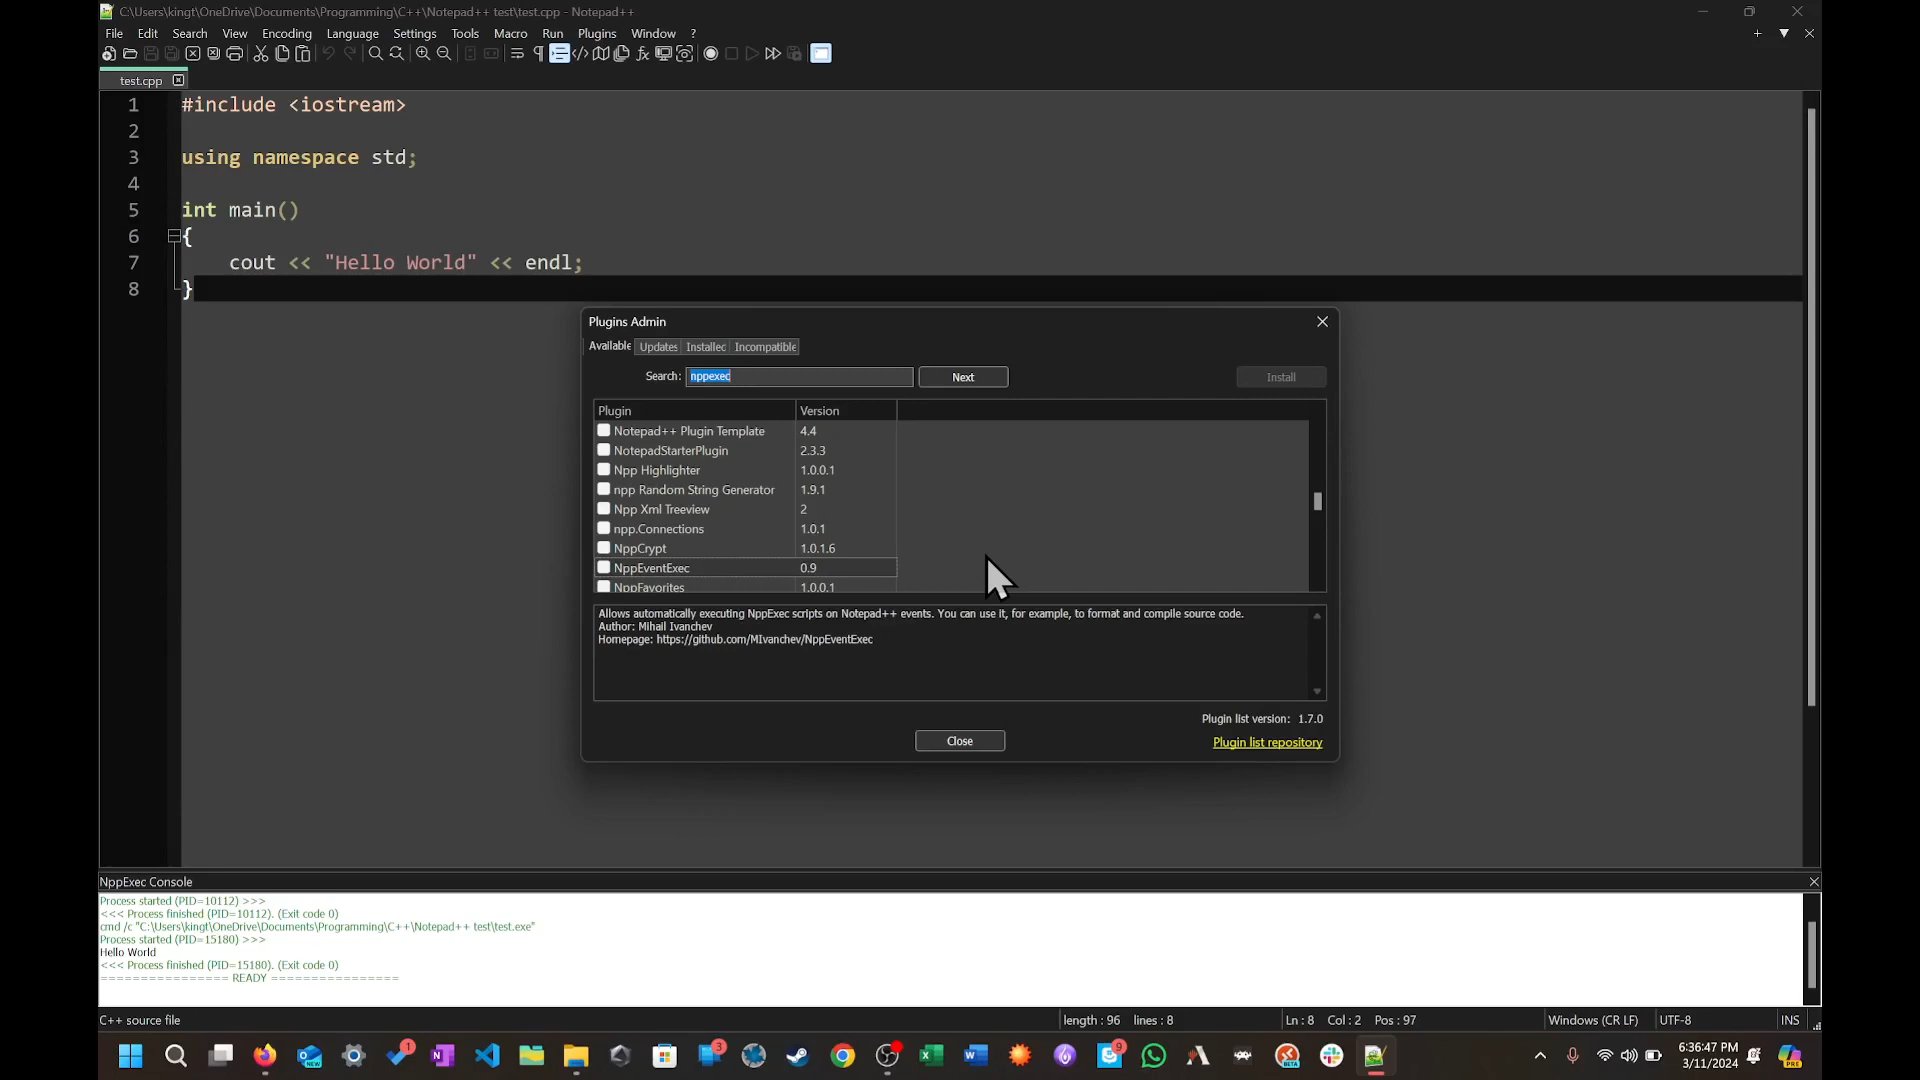 C:\Users\kingt\OneDrive\Documents\Programming\C++\Notepad++ test\test.cpp - Notepad++
File Edit Search View Encoding Language Settings Tools Macro Run Plugins Window ?
test.cpp
1 #include <iostream>
2
3 using namespace std;
4
5 int main()
6 {
7 cout << "Hello World" << endl;
8 }
Plugins Admin
Available Updates Installed Incompatible
Search: nppexec Next Install
Plugin Version
Notepad++ Plugin Template 4.4
NotepadStarterPlugin 2.3.3
Npp Highlighter 1.0.0.1
npp Random String Generator 1.9.1
Npp Xml Treeview 2
npp.Connections 1.0.1
NppCrypt 1.0.1.6
NppEventExec 0.9
NppFavorites 1.0.0.1
Allows automatically executing NppExec scripts on Notepad++ events. You can use it, for example, to format and compile source code.
Author: Mihail Ivanchev
Homepage: https://github.com/MIvanchev/NppEventExec
Plugin list version: 1.7.0
Close
Plugin list repository
NppExec Console
Process started (PID=10112) >>>
<<< Process finished (PID=10112). (Exit code 0)
cmd /c "C:\Users\kingt\OneDrive\Documents\Programming\C++\Notepad++ test\test.exe"
Process started (PID=15180) >>>
Hello World
<<< Process finished (PID=15180). (Exit code 0)
================ READY ================
C++ source file length : 96 lines : 8 Ln : 8 Col : 2 Pos : 97 Windows (CR LF) UTF-8 INS
1 NEW 3 9 BETA PRE
6:36:47 PM
3/11/2024